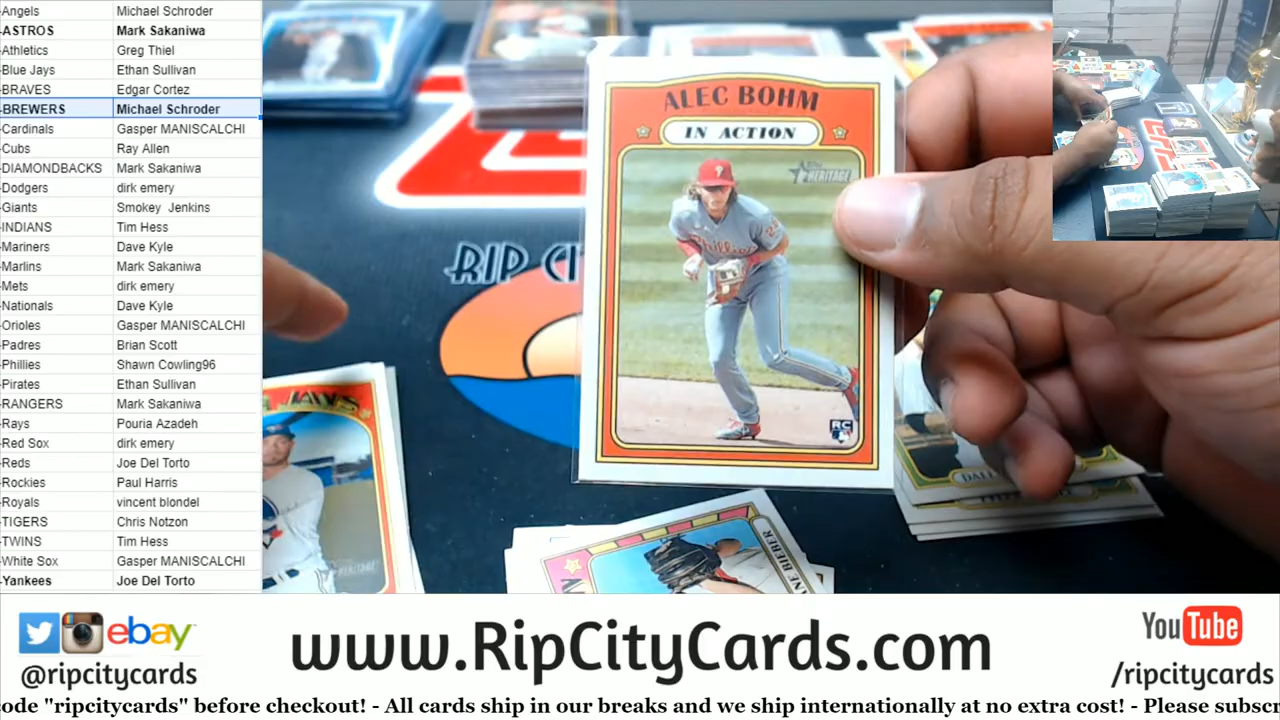 -Angels Michael Schroder
-ASTROS Mark Sakaniwa
-Athletics Greg Thiel
-Blue Jays Ethan Sullivan
-BRAVES Edgar Cortez
-BREWERS Michael Schroder
-Cardinals Gasper MANISCALCHI
-Cubs Ray Allen
-DIAMONDBACKS Mark Sakaniwa
-Dodgers dirk emery
-Giants Smokey Jenkins
-INDIANS Tim Hess
-Mariners Dave Kyle
-Marlins Mark Sakaniwa
-Mets dirk emery
-Nationals Dave Kyle
-Orioles Gasper MANISCALCHI
-Padres Brian Scott
-Phillies Shawn Cowling96
-Pirates Ethan Sullivan
-RANGERS Mark Sakaniwa
-Rays Pouria Azadeh
-Red Sox dirk emery
-Reds Joe Del Torto
-Rockies Paul Harris
-Royals vincent blondel
-TIGERS Chris Notzon
-TWINS Tim Hess
-White Sox Gasper MANISCALCHI
-Yankees Joe Del Torto
ALEC BOHM
IN ACTION
HERITAGE
Phillies
RC
RIP CI
HERITAGE
ANE BIEBER
DALL
ebay
@ripcitycards
www.RipCityCards.com
YouTube
/ripcitycards
ode "ripcitycards" before checkout! - All cards ship in our breaks and we ship internationally at no extra cost! - Please subscr